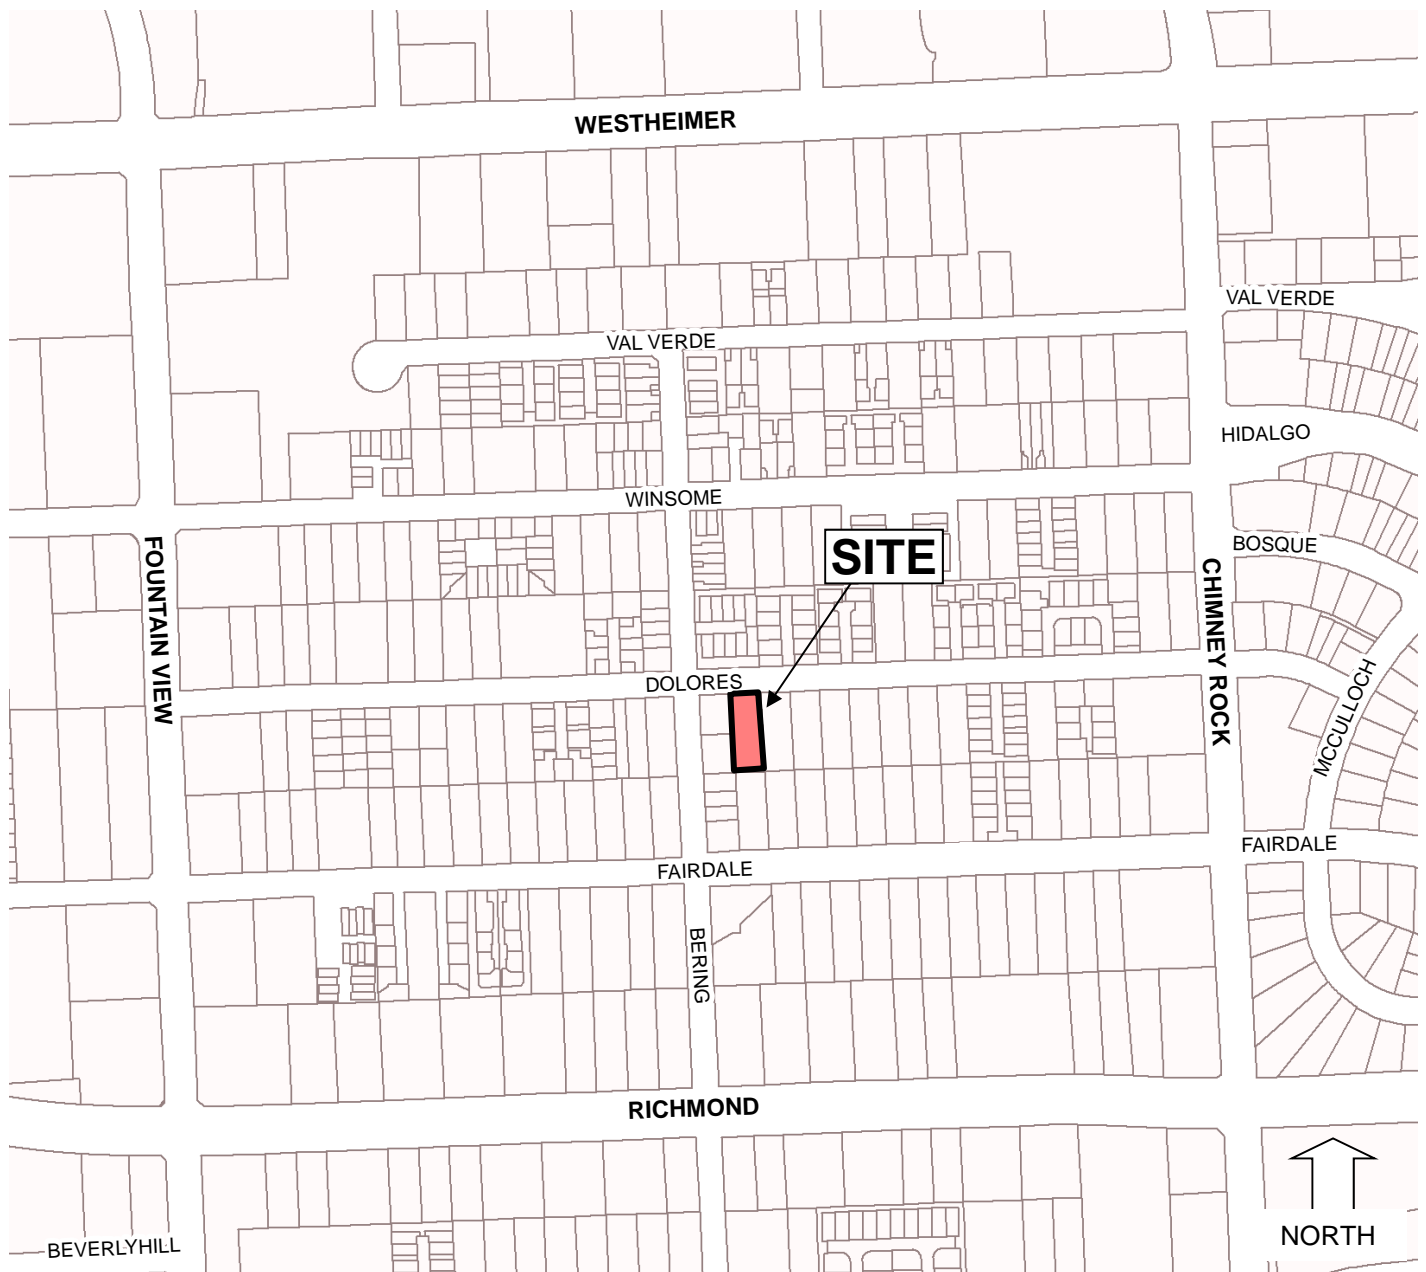 WESTHEIMER
VAL VERDE
VAL VERDE
HIDALGO
WINSOME
BOSQUE
SITE
FOUNTAIN VIEW
CHIMNEY ROCK
DOLORES
MCCULLOCH
FAIRDALE
FAIRDALE
BERING
RICHMOND
NORTH
BEVERLYHILL